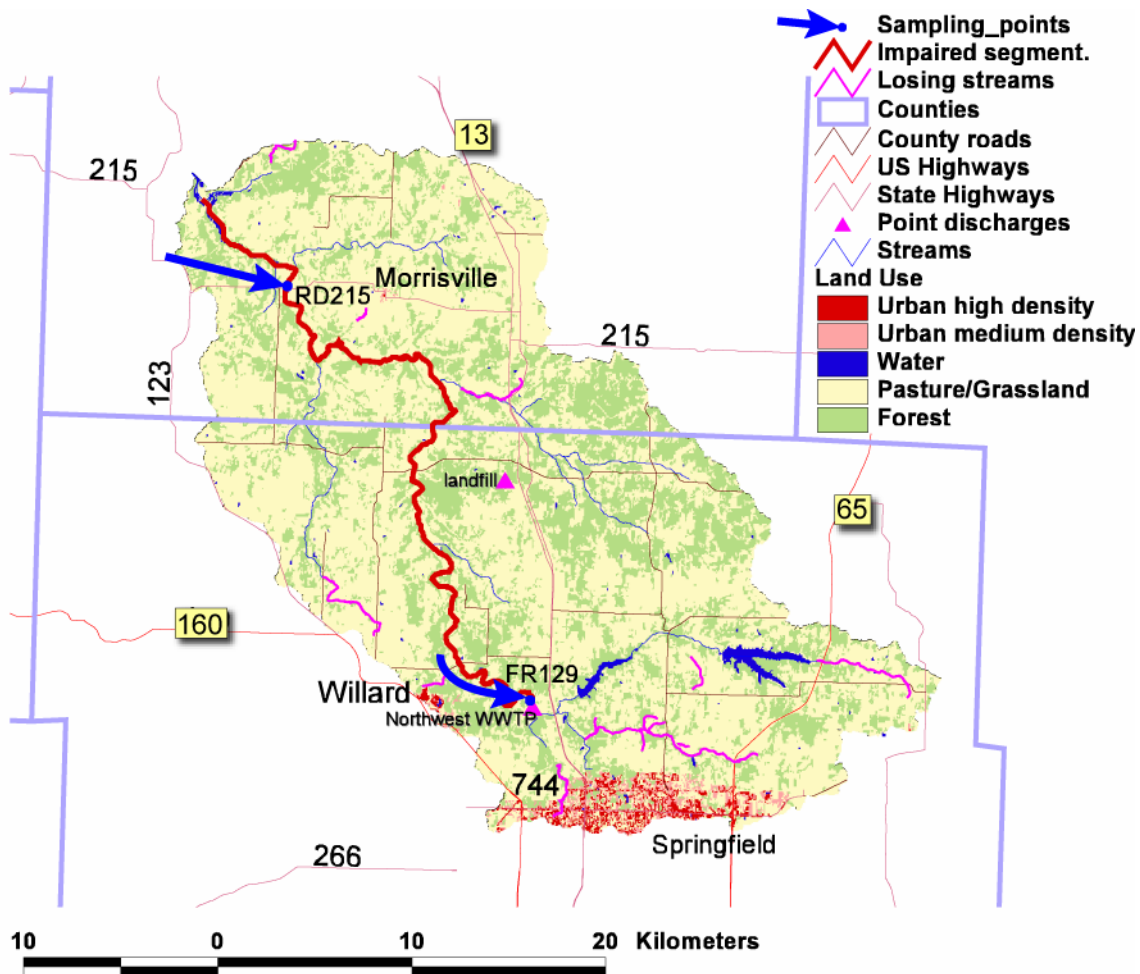 Sampling_points
Impaired segment.
Losing streams
Counties
County roads
US Highways
State Highways
Point discharges
Streams
Land Use
Urban high density
Urban medium density
Water
Pasture/Grassland
Forest
13
215
Morrisville
RD215
215
123
landfill
65
160
FR129
Willard
Northwest WWTP
744
Springfield
266
10 0 10 20 Kilometers